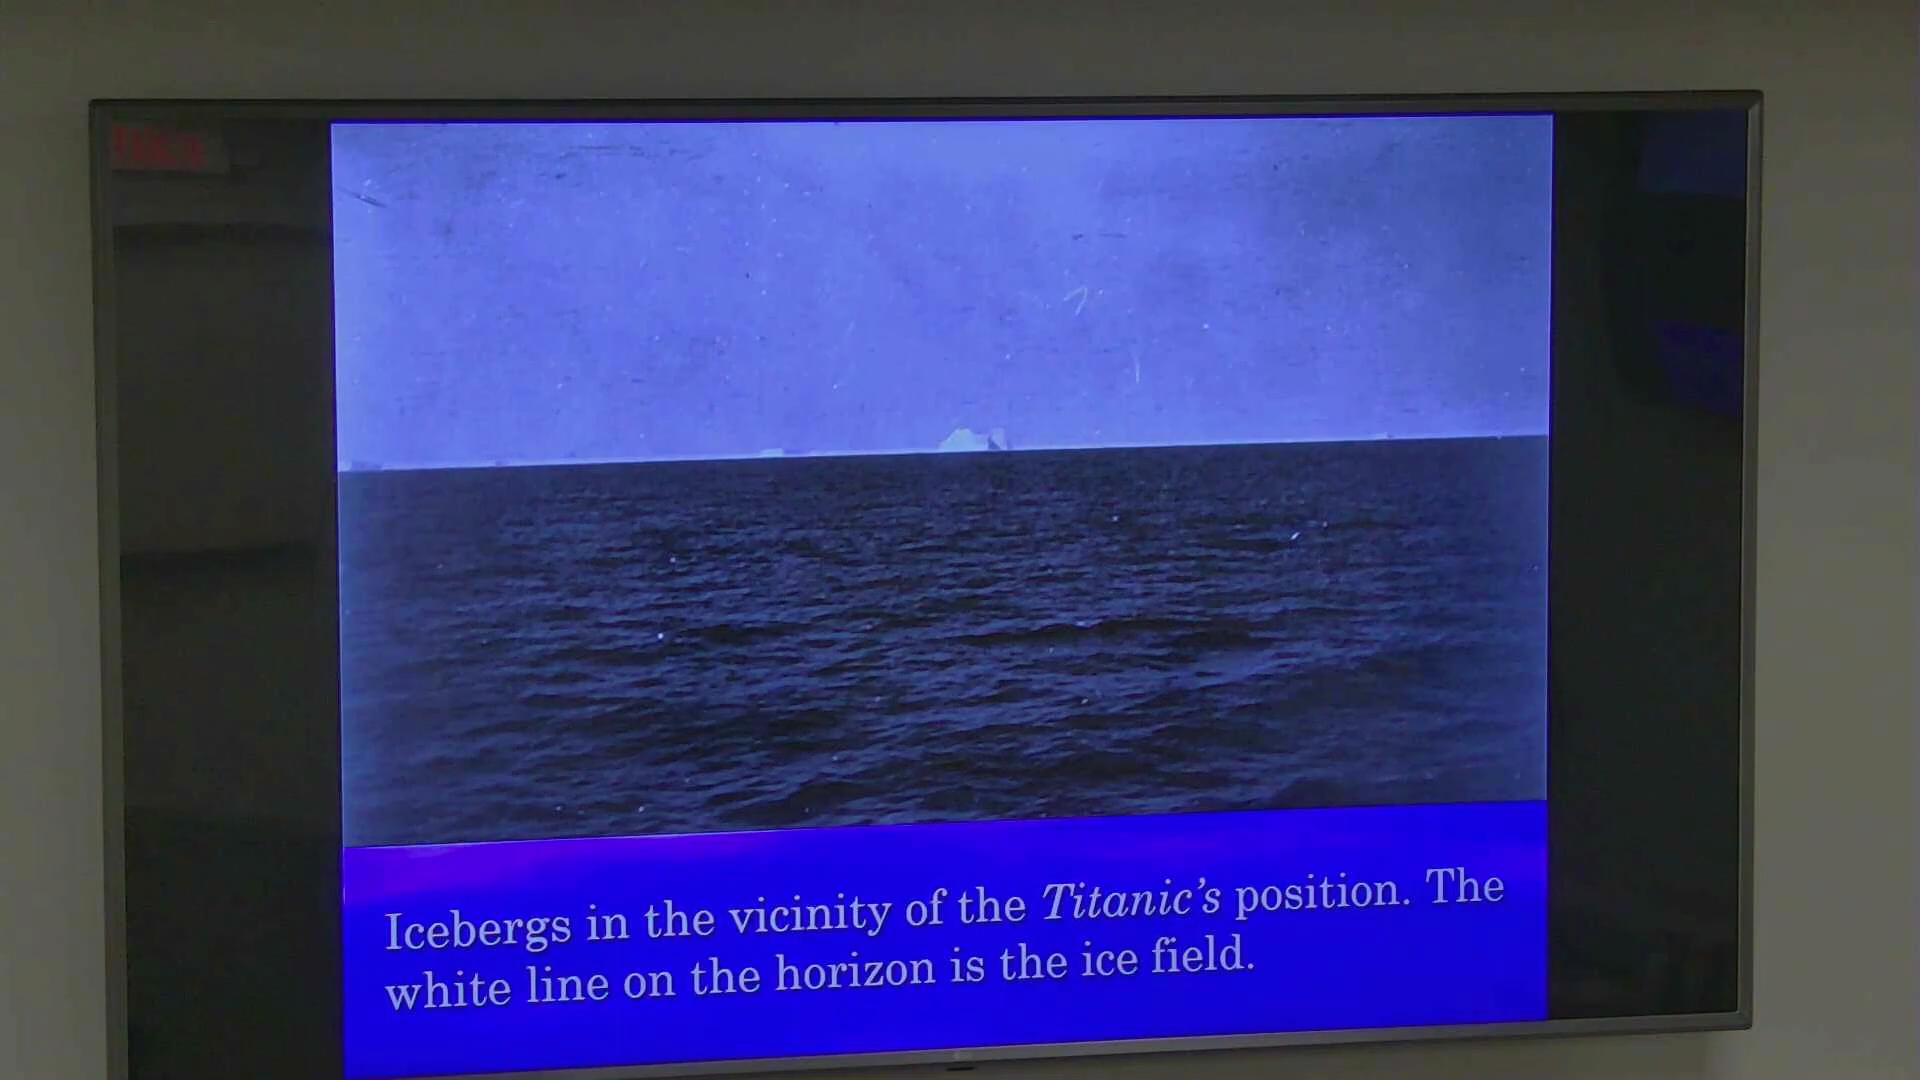 Icebergs in the vicinity of the Titanic's position. The
white line on the horizon is the ice field.